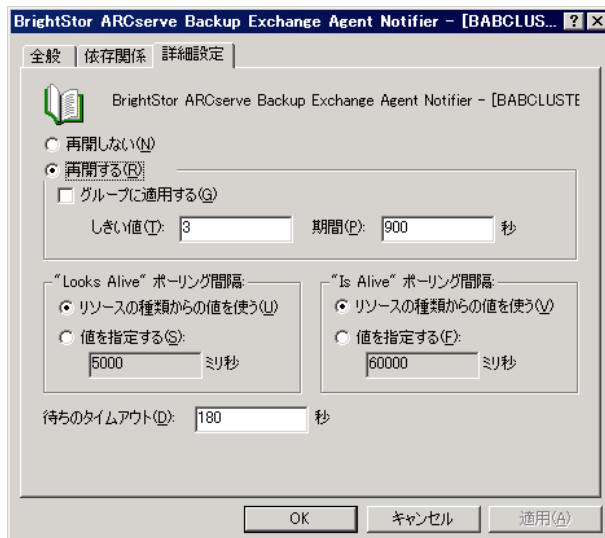 BrightStor ARCserve Backup Exchange Agent Notifier - [BABCLUS...
全般 依存関係 詳細設定
BrightStor ARCserve Backup Exchange Agent Notifier - [BABCLUSTE
再開しない(N)
再開する(R)
グループに適用する(G)
しきい値(T): 3 期間(P): 900 秒
"Looks Alive" ポーリング間隔: "Is Alive" ポーリング間隔:
リソースの種類からの値を使う(U) リソースの種類からの値を使う(V)
値を指定する(S): 値を指定する(F):
5000 ミリ秒 60000 ミリ秒
待ちのタイムアウト(D): 180 秒
OK キャンセル 適用(A)